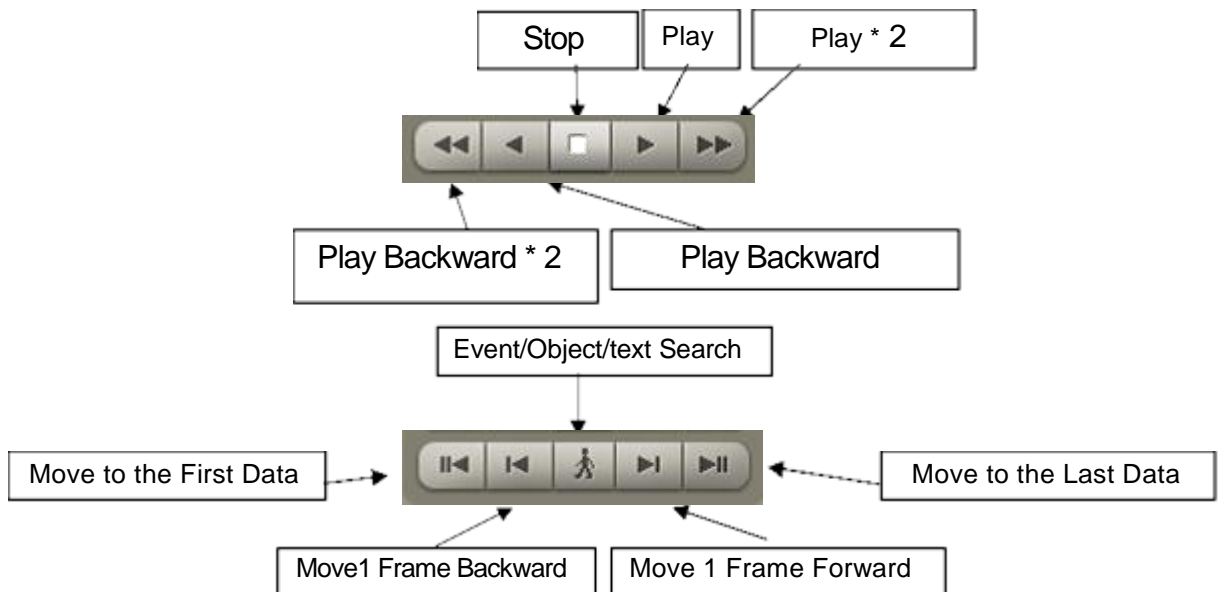 Stop
Play
Play * 2
Play Backward * 2
Play Backward
Event/Object/text Search
Move to the First Data
Move to the Last Data
Move1 Frame Backward
Move 1 Frame Forward